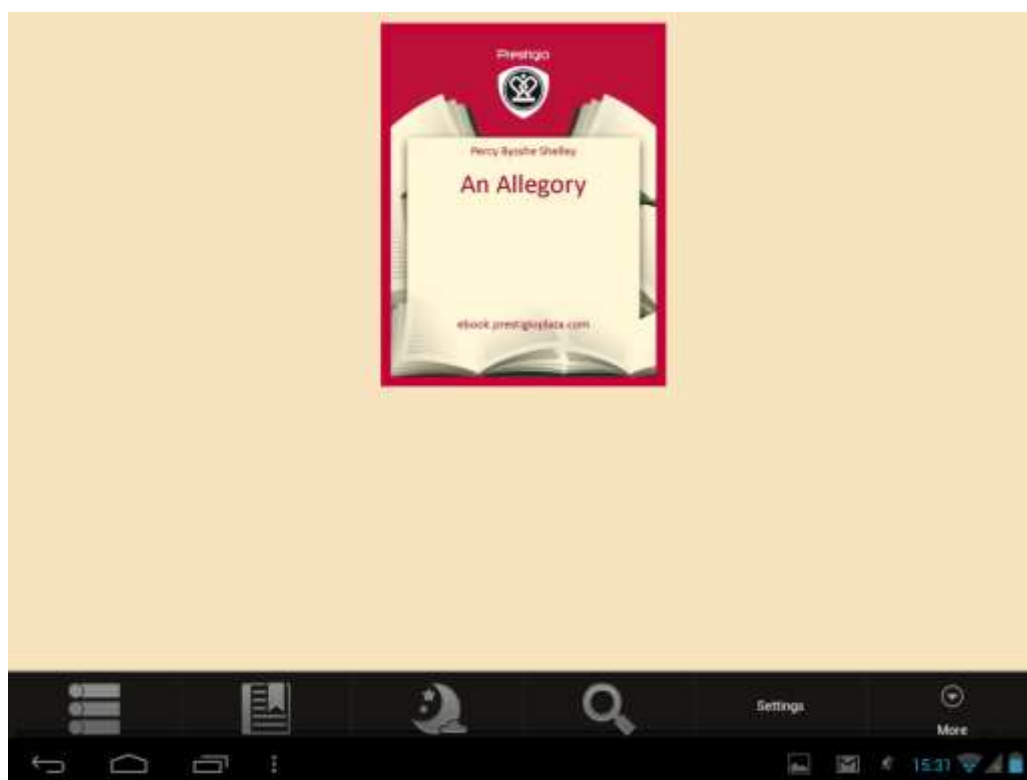 Prestigio
Percy Bysshe Shelley
An Allegory
ebook.prestigioplaza.com
Settings
More
15:31